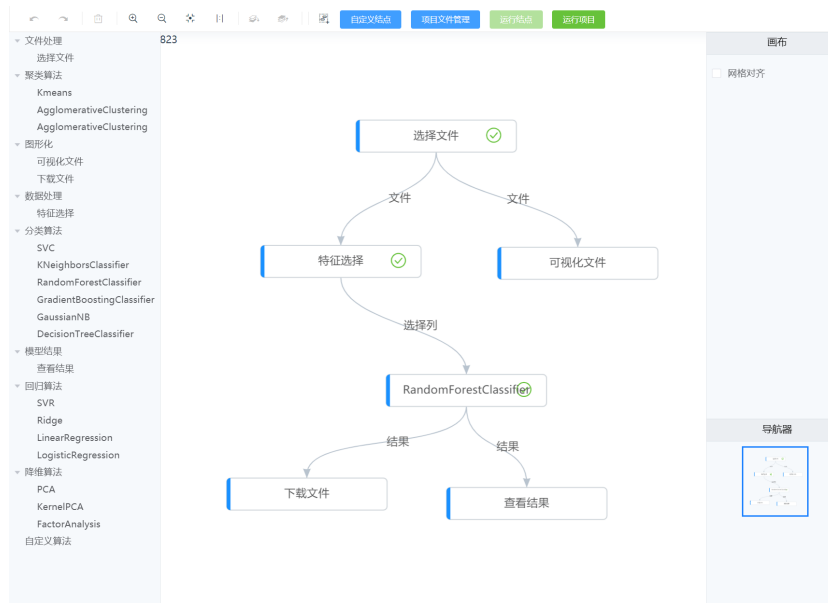 自定义结点
项目文件管理
运行结点
运行项目
文件处理
选择文件
聚类算法
Kmeans
AgglomerativeClustering
AgglomerativeClustering
图形化
可视化文件
下载文件
数据处理
特征选择
分类算法
SVC
KNeighborsClassifier
RandomForestClassifier
GradientBoostingClassifier
GaussianNB
DecisionTreeClassifier
模型结果
查看结果
回归算法
SVR
Ridge
LinearRegression
LogisticRegression
降维算法
PCA
KernelPCA
FactorAnalysis
自定义算法
823
选择文件
文件
文件
特征选择
可视化文件
选择列
RandomForestClassifier
结果
结果
下载文件
查看结果
画布
网格对齐
导航器